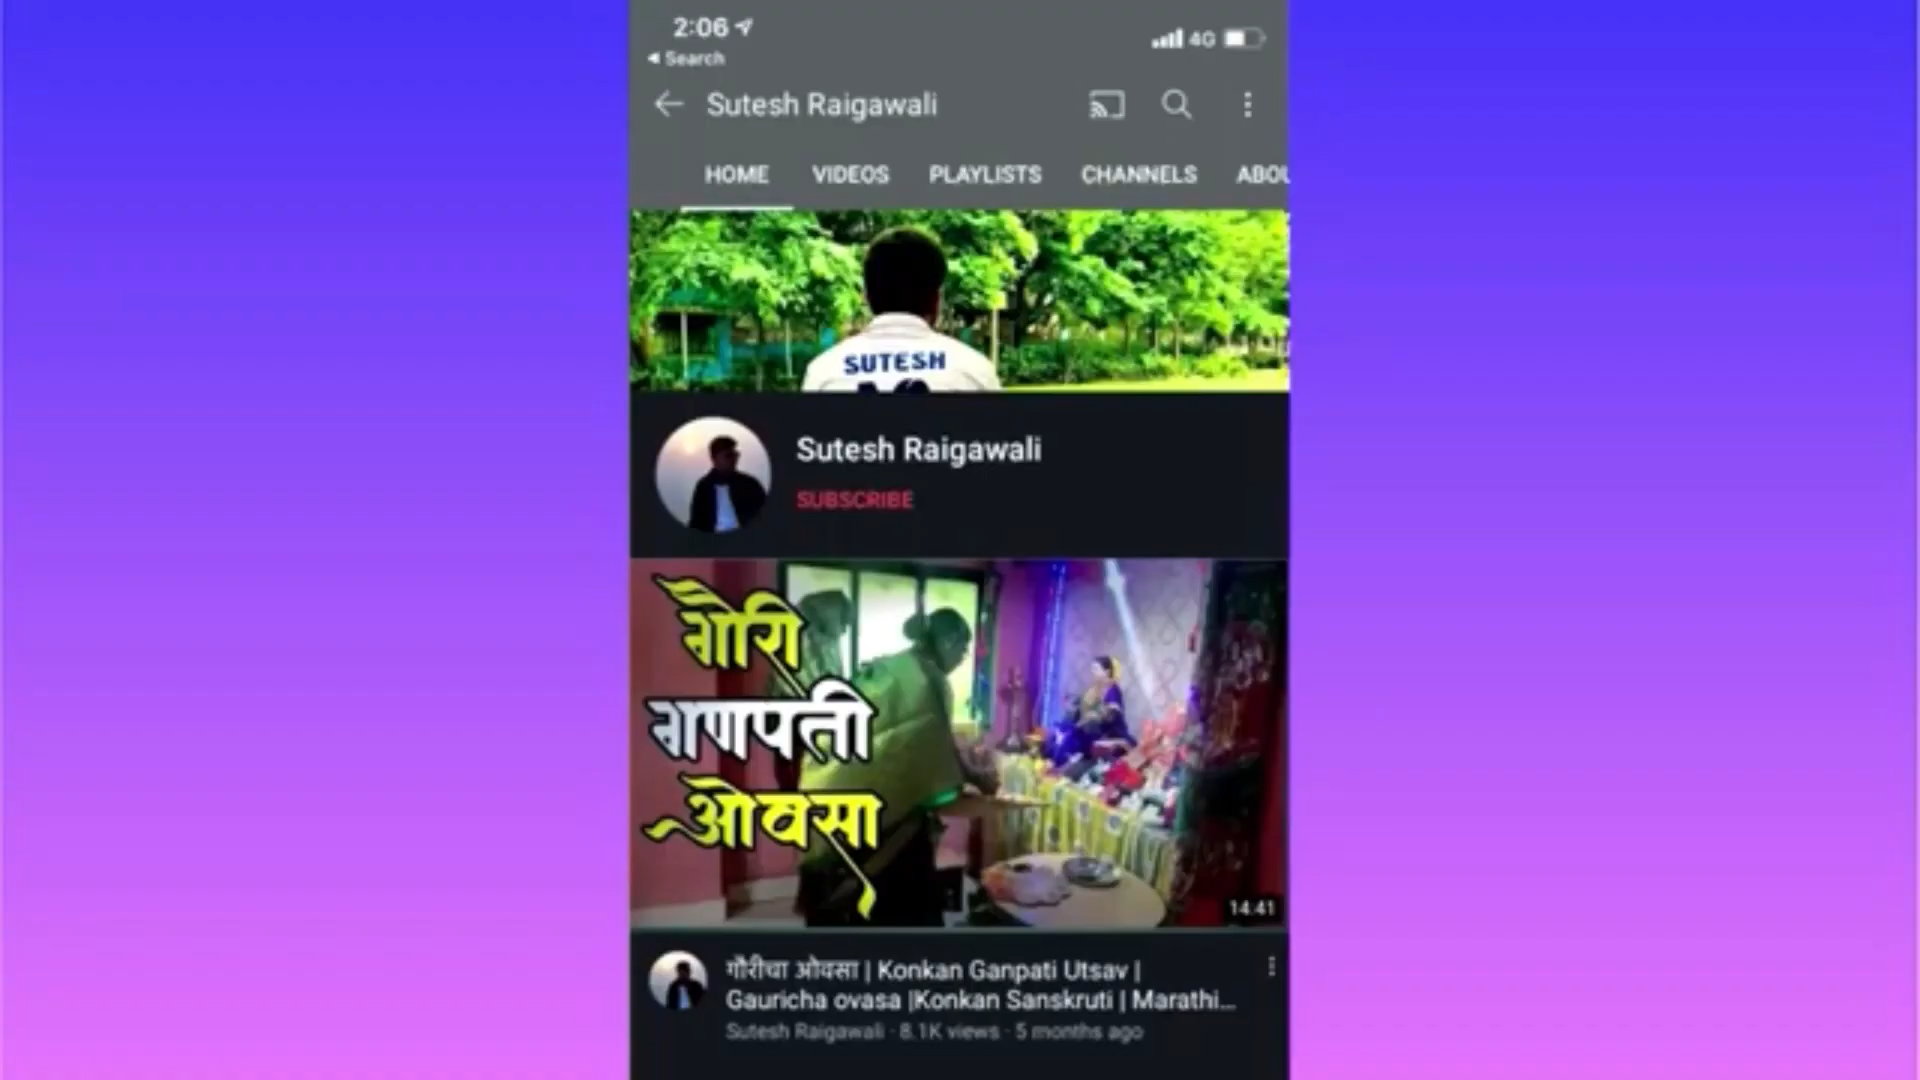 2:06
4G
Search
Sutesh Raigawali
HOME VIDEOS PLAYLISTS CHANNELS ABOU
SUTESH
Sutesh Raigawali
SUBSCRIBE
गौरी
गणपती
ओवसा
14:41
गौरीचा ओवसा | Konkan Ganpati Utsav |
Gauricha ovasa |Konkan Sanskruti | Marathi...
Sutesh Raigawali · 8.1K views · 5 months ago